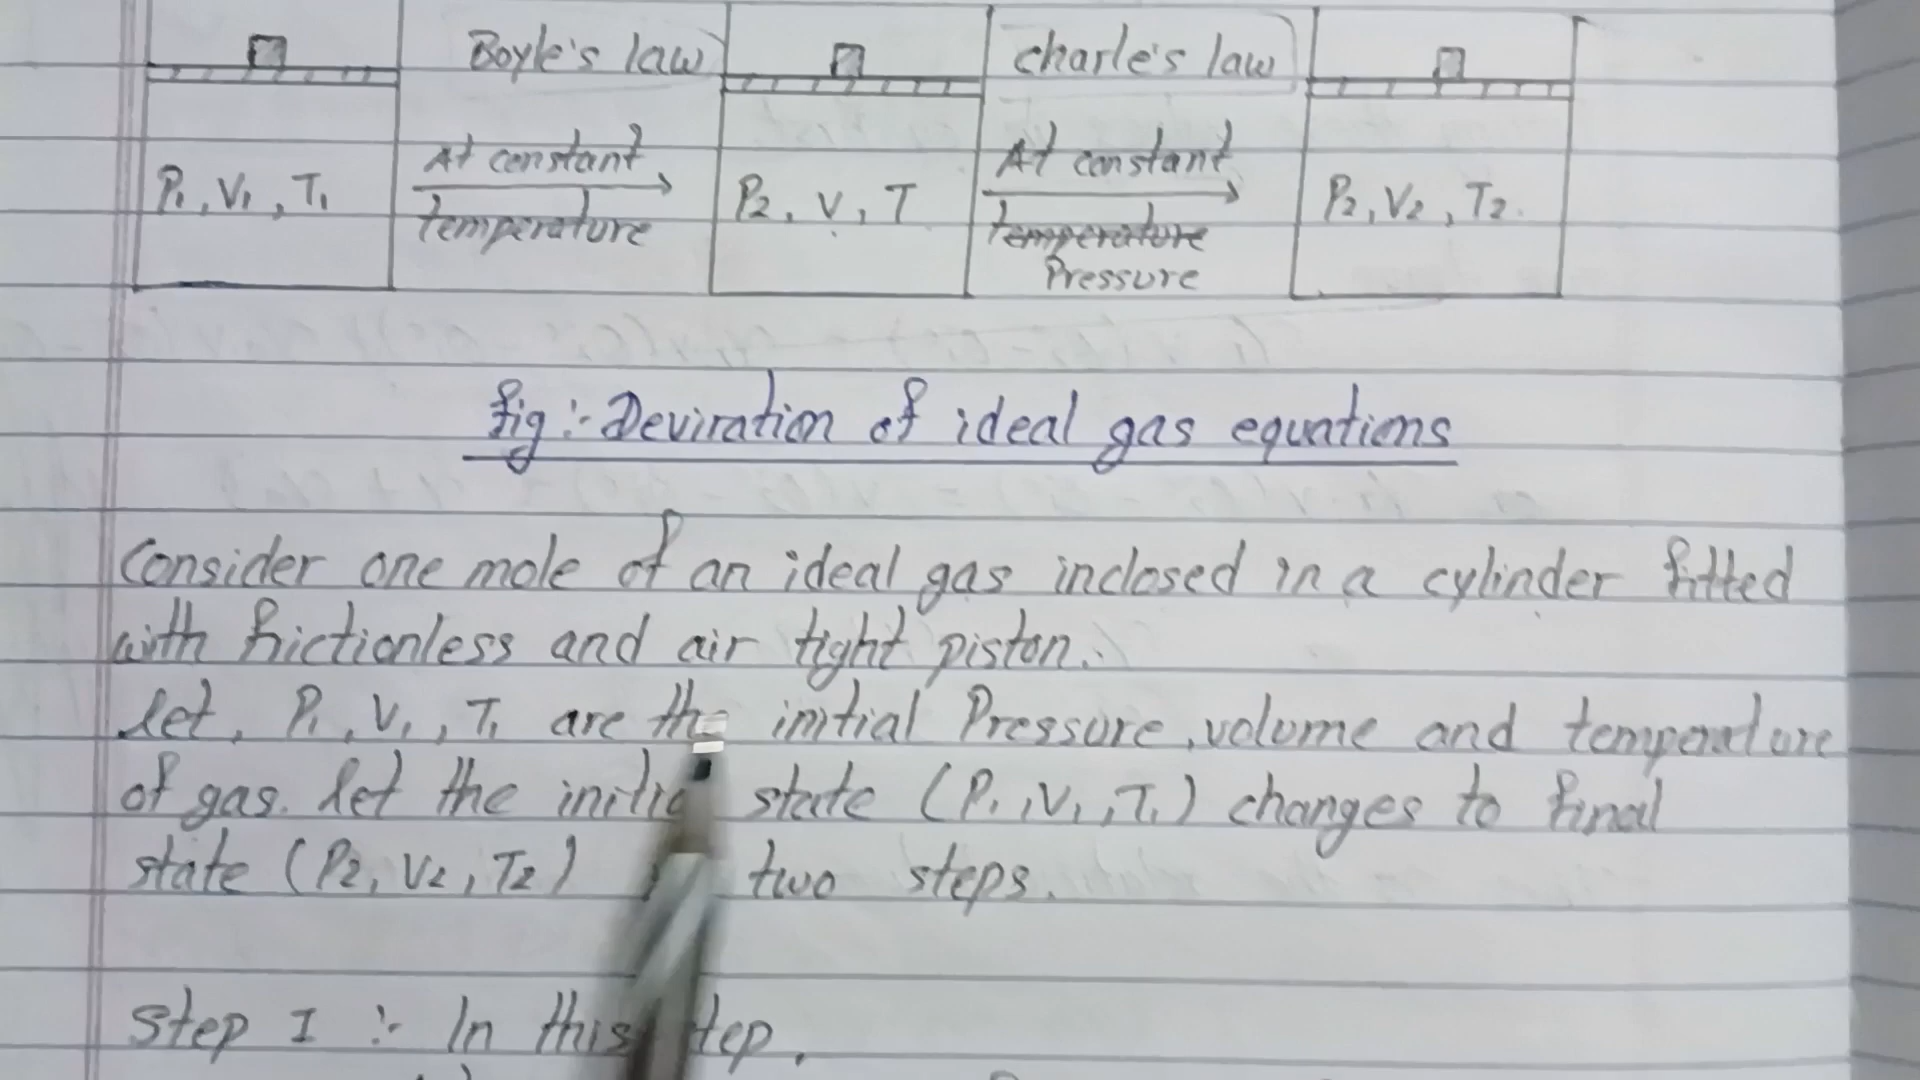 Boyle's law
Charle's law
At constant
At constant
P1, V1, T1
P2, V, T
P2, V2, T2.
temperature
temperature
Pressure
fig :- Deviration of ideal gas equations
Consider one mole of an ideal gas inclosed in a cylinder fitted
with frictionless and air tight piston.
let, P1, V1, T1 are the initial Pressure, volume and temperature
of gas. let the initial state (P1, V1, T1) changes to final
state (P2, V2, T2) two steps.
Step I :- In this step.